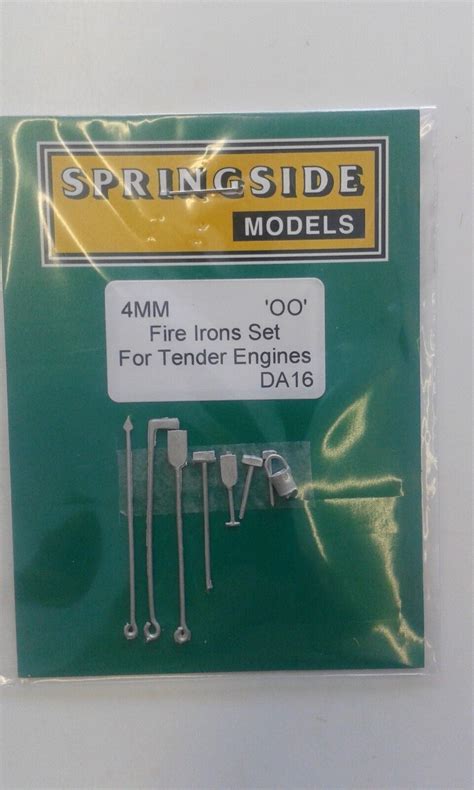 SPRINGSIDE
MODELS
4MM 'OO'
Fire Irons Set
For Tender Engines
DA16